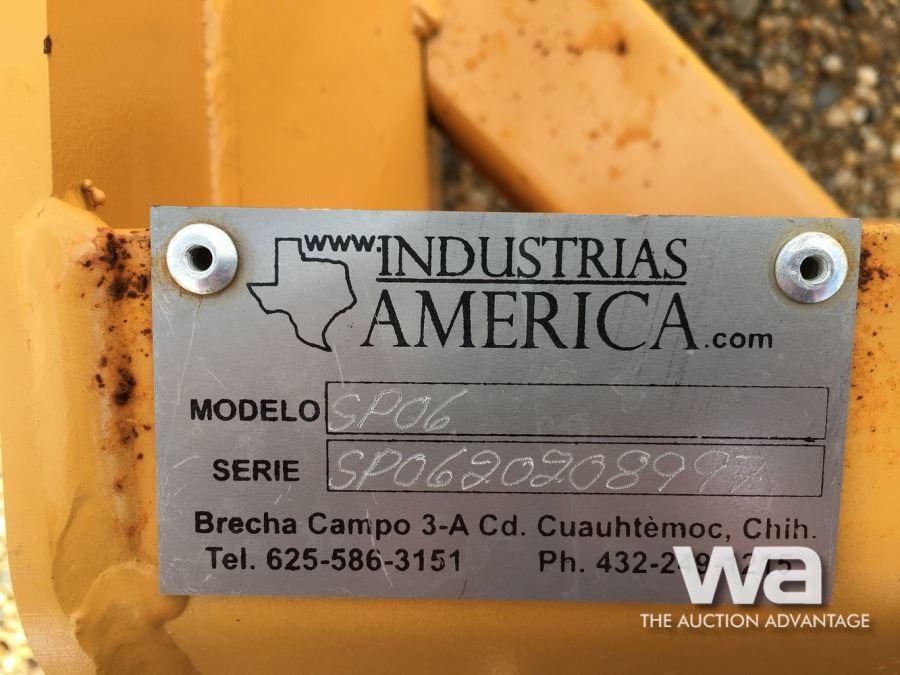 www.INDUSTRIAS
AMERICA.com
MODELO SP06
SERIE SP0620208997
Brecha Campo 3-A Cd. Cuauhtèmoc, Chih.
Tel. 625-586-3151 Ph.
wa
THE AUCTION ADVANTAGE